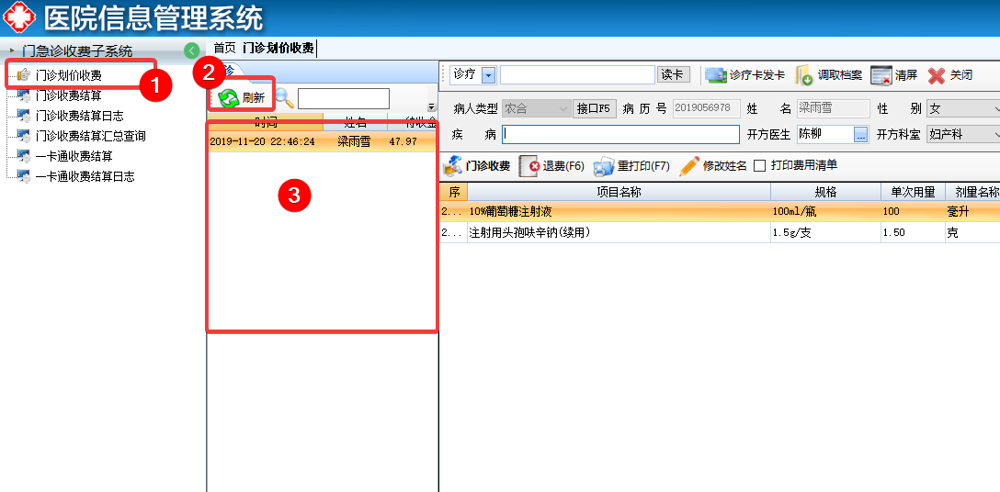 医院信息管理系统
门急诊收费子系统
首页 门诊划价收费
门诊划价收费
门诊收费结算
门诊收费结算日志
门诊收费结算汇总查询
一卡通收费结算
一卡通收费结算日志
1
2
诊
刷新
时间 姓名 待收金
2019-11-20 22:46:24 梁雨雪 47.97
3
诊疗 读卡 诊疗卡发卡 调取档案 清屏 关闭
病人类型 农合 接口F5 病历号 2019056978 姓名 梁雨雪 性别 女
疾病 开方医生 陈柳 ... 开方科室 妇产科
门诊收费 退费(F6) 重打印(F7) 修改姓名 打印费用清单
序 项目名称 规格 单次用量 剂量名称
2... 10%葡萄糖注射液 100ml/瓶 100 毫升
2... 注射用头孢呋辛钠(续用) 1.5g/支 1.50 克